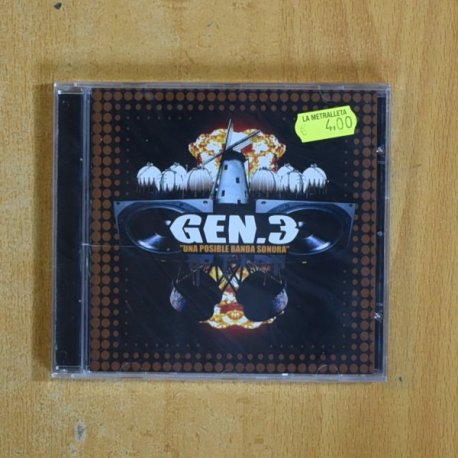 LA METRALLETA
€ 4,00
GEN.3
"UNA POSIBLE BANDA SONORA"